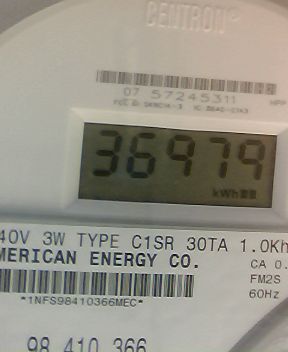 CENTRON®
07 57245311
36979
kWh
40V 3W TYPE C1SR 30TA 1.0Kh
MERICAN ENERGY CO.
CA 0.
FM2S
*1NFS98410366MEC*
60Hz
98 410 366